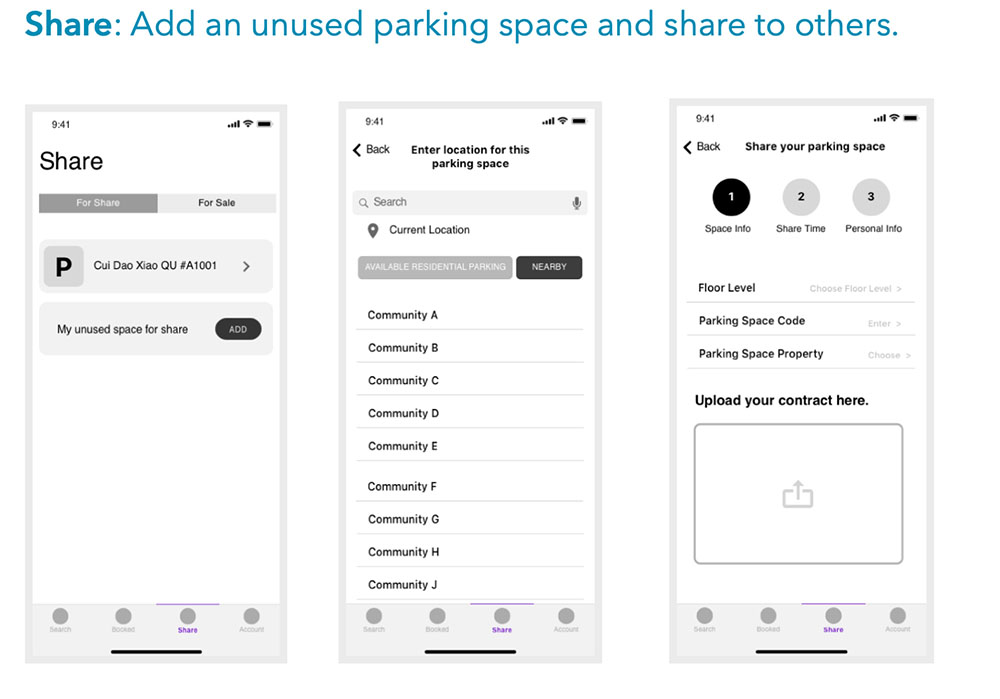 Share: Add an unused parking space and share to others.
9:41
Share
For Share
For Sale
P
Cui Dao Xiao QU #A1001
My unused space for share
ADD
Search
Booked
Share
Account
9:41
Back
Enter location for this
parking space
Search
Current Location
AVAILABLE RESIDENTIAL PARKING
NEARBY
Community A
Community B
Community C
Community D
Community E
Community F
Community G
Community H
Community J
Search
Booked
Share
Account
9:41
Back
Share your parking space
1
2
3
Space Info
Share Time
Personal Info
Floor Level
Choose Floor Level >
Parking Space Code
Enter >
Parking Space Property
Choose >
Upload your contract here.
Search
Booked
Share
Account